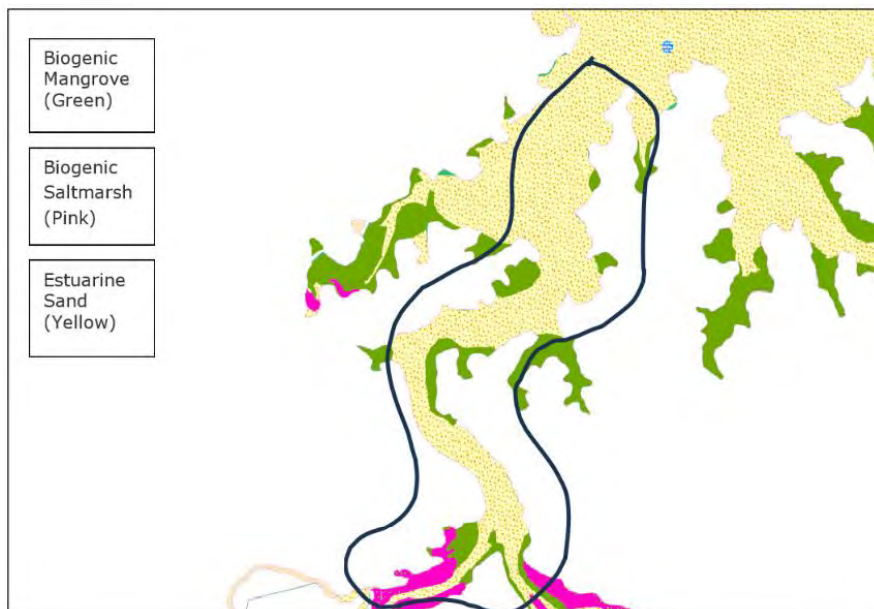 Biogenic
Mangrove
(Green)
Biogenic
Saltmarsh
(Pink)
Estuarine
Sand
(Yellow)